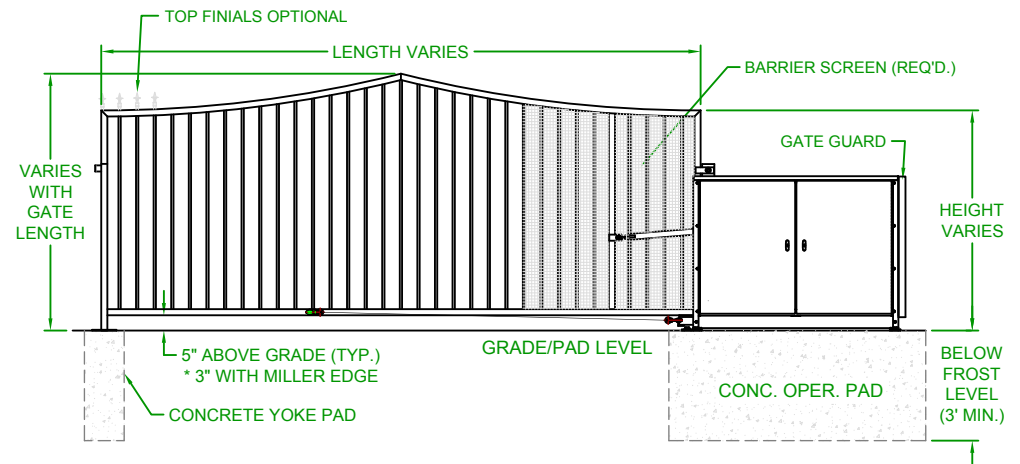 TOP FINIALS OPTIONAL
LENGTH VARIES
BARRIER SCREEN (REQ'D.)
GATE GUARD
VARIES
WITH
GATE
LENGTH
HEIGHT
VARIES
5" ABOVE GRADE (TYP.)
* 3" WITH MILLER EDGE
GRADE/PAD LEVEL
CONCRETE YOKE PAD
CONC. OPER. PAD
BELOW
FROST
LEVEL
(3' MIN.)